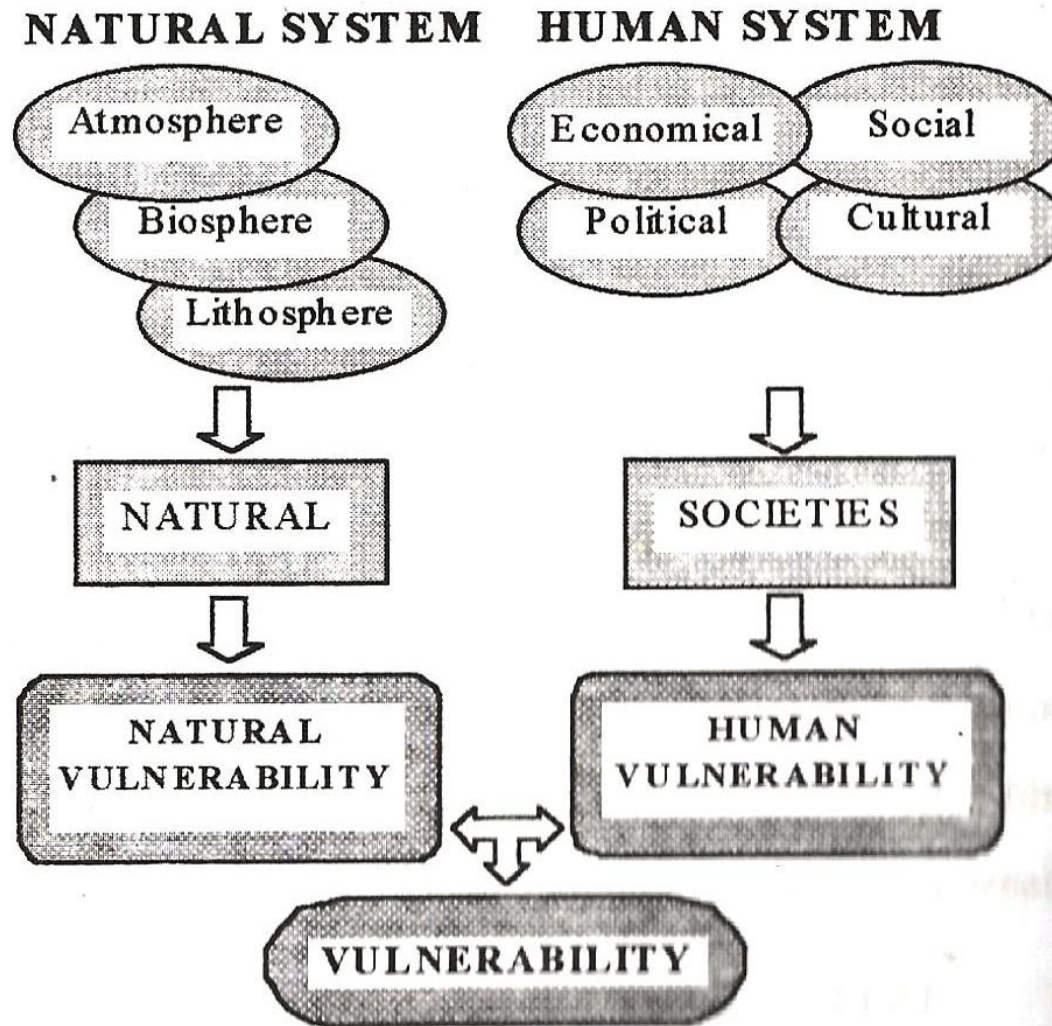 NATURAL SYSTEM
HUMAN SYSTEM
Atmosphere
Biosphere
Lithosphere
Economical
Social
Political
Cultural
NATURAL
SOCIETIES
NATURAL
VULNERABILITY
HUMAN
VULNERABILITY
VULNERABILITY